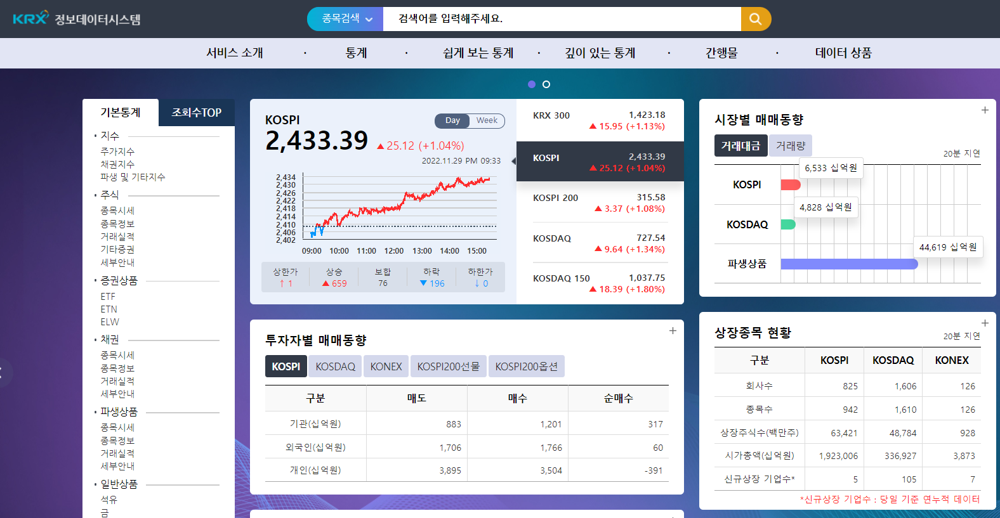 KRX 정보데이터시스템
종목검색
검색어를 입력해주세요.
서비스 소개 · 통계 · 쉽게 보는 통계 · 깊이 있는 통계 · 간행물 · 데이터 상품
기본통계 조회수TOP
· 지수
주가지수
채권지수
파생 및 기타지수
· 주식
종목시세
종목정보
거래실적
기타증권
세부안내
· 증권상품
ETF
ETN
ELW
· 채권
종목시세
종목정보
거래실적
세부안내
· 파생상품
종목시세
종목정보
거래실적
세부안내
· 일반상품
석유
금
KOSPI
Day Week
2,433.39 ▲25.12 (+1.04%)
2022.11.29 PM 09:33
2,434
2,430
2,426
2,422
2,418
2,414
2,410
2,406
2,402
09:00 10:00 11:00 12:00 13:00 14:00 15:00
상한가 상승 보합 하락 하한가
↑ 1 ▲ 659 76 ▼ 196 ↓ 0
KRX 300 1,423.18
▲ 15.95 (+1.13%)
KOSPI 2,433.39
▲ 25.12 (+1.04%)
KOSPI 200 315.58
▲ 3.37 (+1.08%)
KOSDAQ 727.54
▲ 9.64 (+1.34%)
KOSDAQ 150 1,037.75
▲ 18.39 (+1.80%)
투자자별 매매동향 +
KOSPI KOSDAQ KONEX KOSPI200선물 KOSPI200옵션
구분 매도 매수 순매수
기관(십억원) 883 1,201 317
외국인(십억원) 1,706 1,766 60
개인(십억원) 3,895 3,504 -391
시장별 매매동향 +
거래대금 거래량
20분 지연
KOSPI 6,533 십억원
KOSDAQ 4,828 십억원
파생상품 44,619 십억원
상장종목 현황 +
20분 지연
구분 KOSPI KOSDAQ KONEX
회사수 825 1,606 126
종목수 942 1,610 126
상장주식수(백만주) 63,421 48,784 928
시가총액(십억원) 1,923,006 336,927 3,873
신규상장 기업수* 5 105 7
*신규상장 기업수 : 당일 기준 연누적 데이터